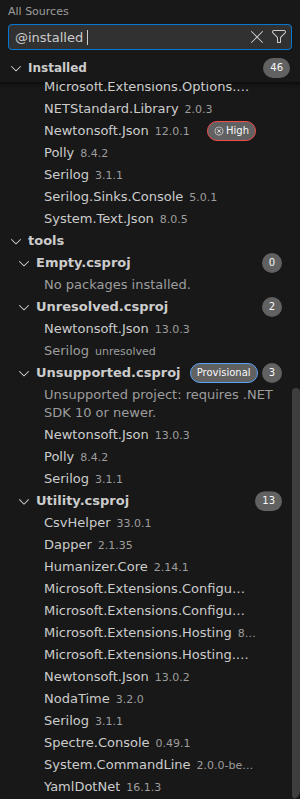 All Sources
@installed
Installed 46
Microsoft.Extensions.Options....
NETStandard.Library 2.0.3
Newtonsoft.Json 12.0.1 High
Polly 8.4.2
Serilog 3.1.1
Serilog.Sinks.Console 5.0.1
System.Text.Json 8.0.5
tools
Empty.csproj 0
No packages installed.
Unresolved.csproj 2
Newtonsoft.Json 13.0.3
Serilog unresolved
Unsupported.csproj Provisional 3
Unsupported project: requires .NET
SDK 10 or newer.
Newtonsoft.Json 13.0.3
Polly 8.4.2
Serilog 3.1.1
Utility.csproj 13
CsvHelper 33.0.1
Dapper 2.1.35
Humanizer.Core 2.14.1
Microsoft.Extensions.Configu...
Microsoft.Extensions.Configu...
Microsoft.Extensions.Hosting 8...
Microsoft.Extensions.Hosting....
Newtonsoft.Json 13.0.2
NodaTime 3.2.0
Serilog 3.1.1
Spectre.Console 0.49.1
System.CommandLine 2.0.0-be...
YamlDotNet 16.1.3